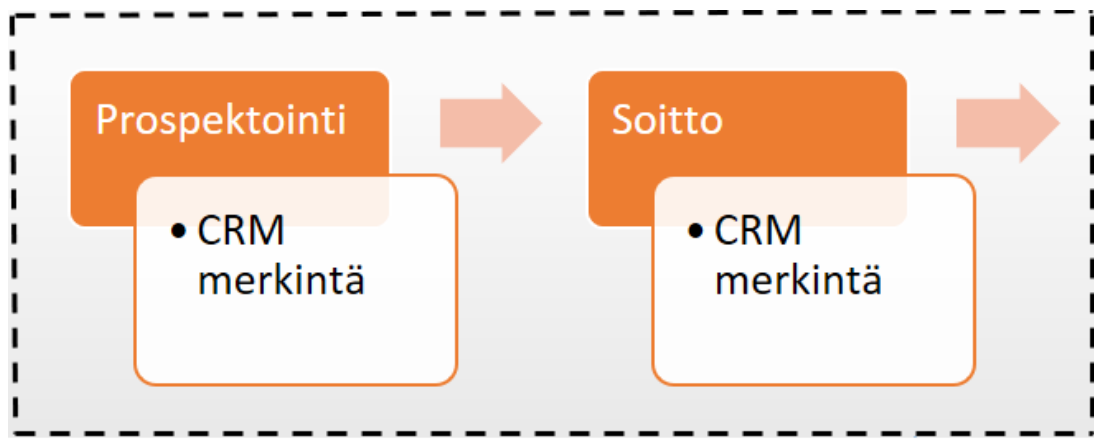 Prospektointi
• CRM
merkintä
Soitto
• CRM
merkintä